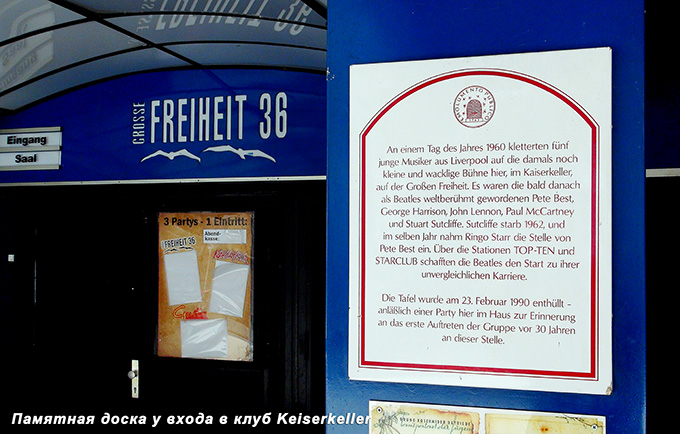 FREIHEIT 36
GROSSE
FREIHEIT 36
Eingang
Saal
3 Partys - 1 Eintritt:
Abend-
kasse:
FREIHEIT 36
MONUMENTO PUBLICO
An einem Tag des Jahres 1960 kletterten fünf
junge Musiker aus Liverpool auf die damals noch
kleine und wacklige Bühne hier, im Kaiserkeller,
auf der Großen Freiheit. Es waren die bald danach
als Beatles weltberühmt gewordenen Pete Best,
George Harrison, John Lennon, Paul McCartney
und Stuart Sutcliffe. Sutcliffe starb 1962, und
im selben Jahr nahm Ringo Starr die Stelle von
Pete Best ein. Über die Stationen TOP-TEN und
STARCLUB schafften die Beatles den Start zu ihrer
unvergleichlichen Karriere.
Die Tafel wurde am 23. Februar 1990 enthüllt -
anläßlich einer Party hier im Haus zur Erinnerung
an das erste Auftreten der Gruppe vor 30 Jahren
an dieser Stelle.
Памятная доска у входа в клуб Keiserkeller